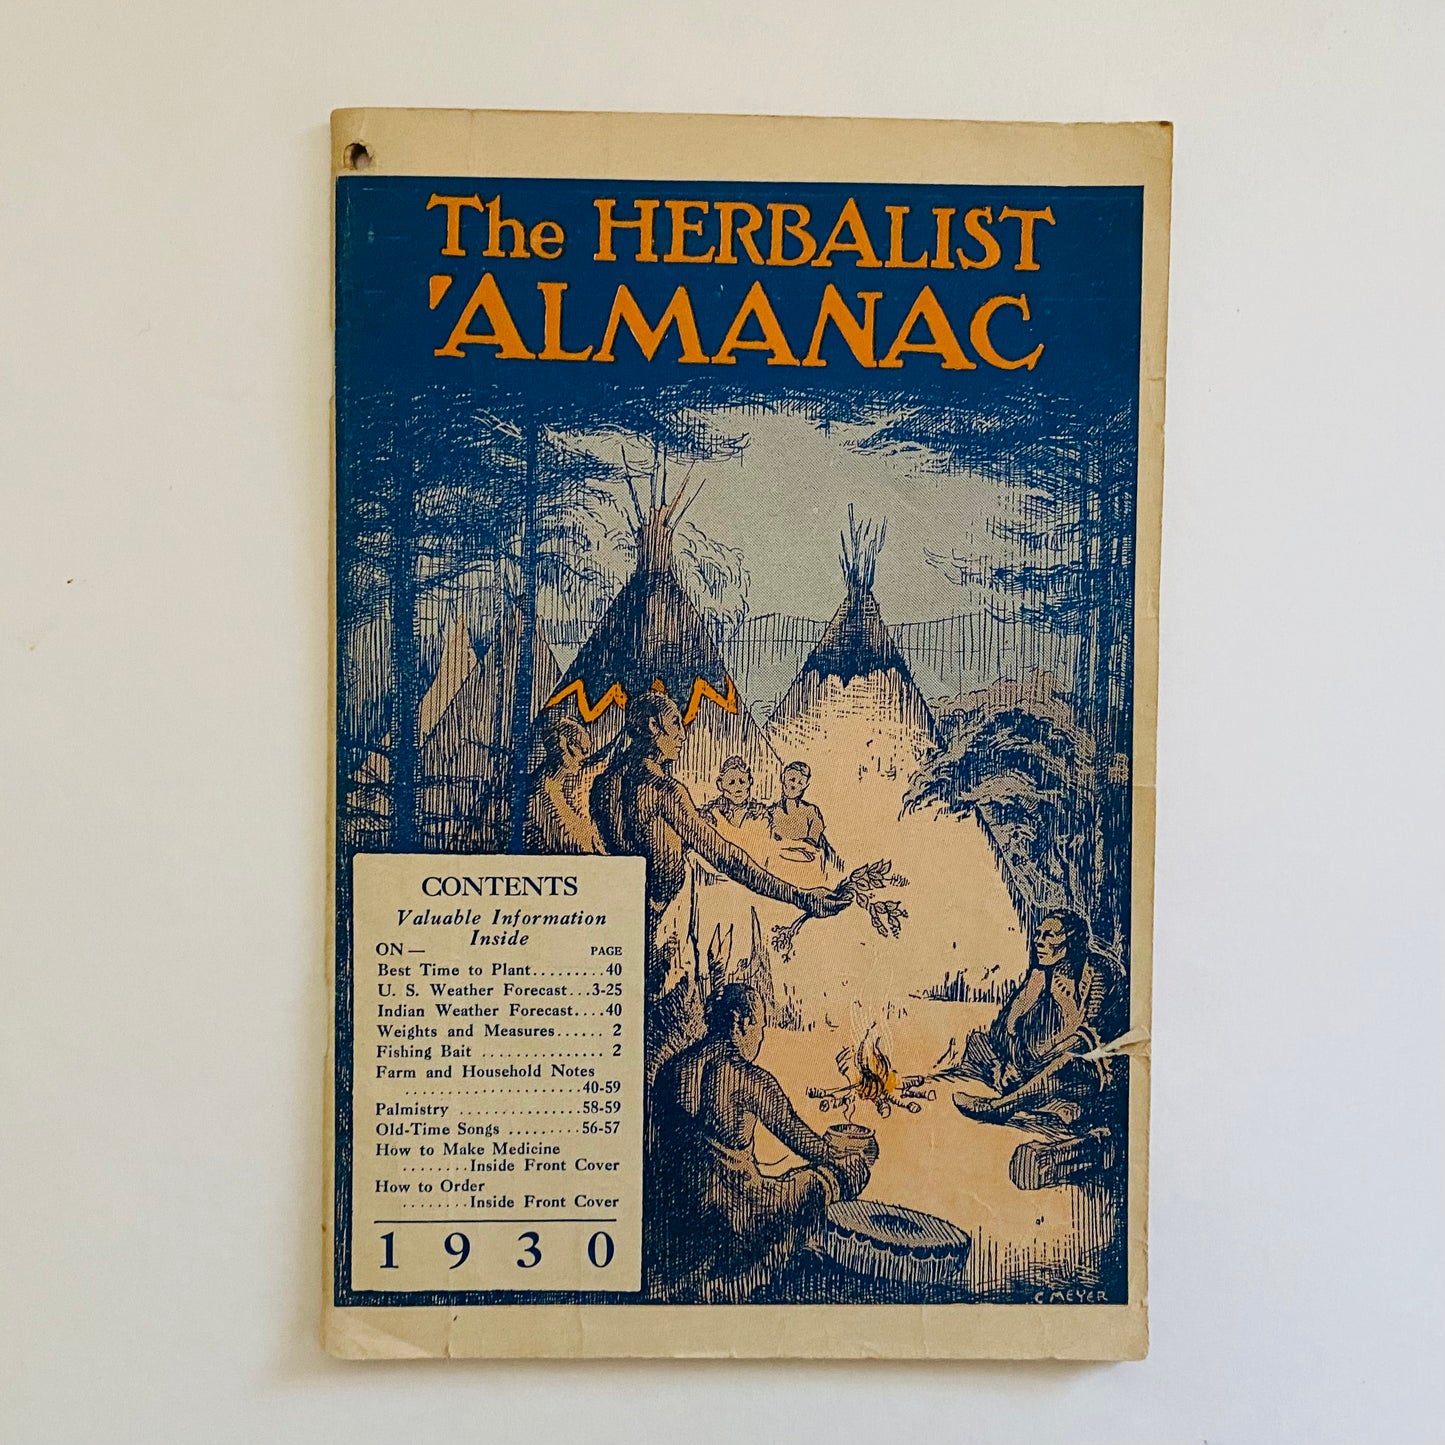 The HERBALIST
'ALMANAC
CONTENTS
Valuable Information
Inside
ON — PAGE
Best Time to Plant.........40
U. S. Weather Forecast...3-25
Indian Weather Forecast....40
Weights and Measures...... 2
Fishing Bait ............... 2
Farm and Household Notes
......................40-59
Palmistry ...............58-59
Old-Time Songs .........56-57
How to Make Medicine
........Inside Front Cover
How to Order
........Inside Front Cover
1930
C MEYER